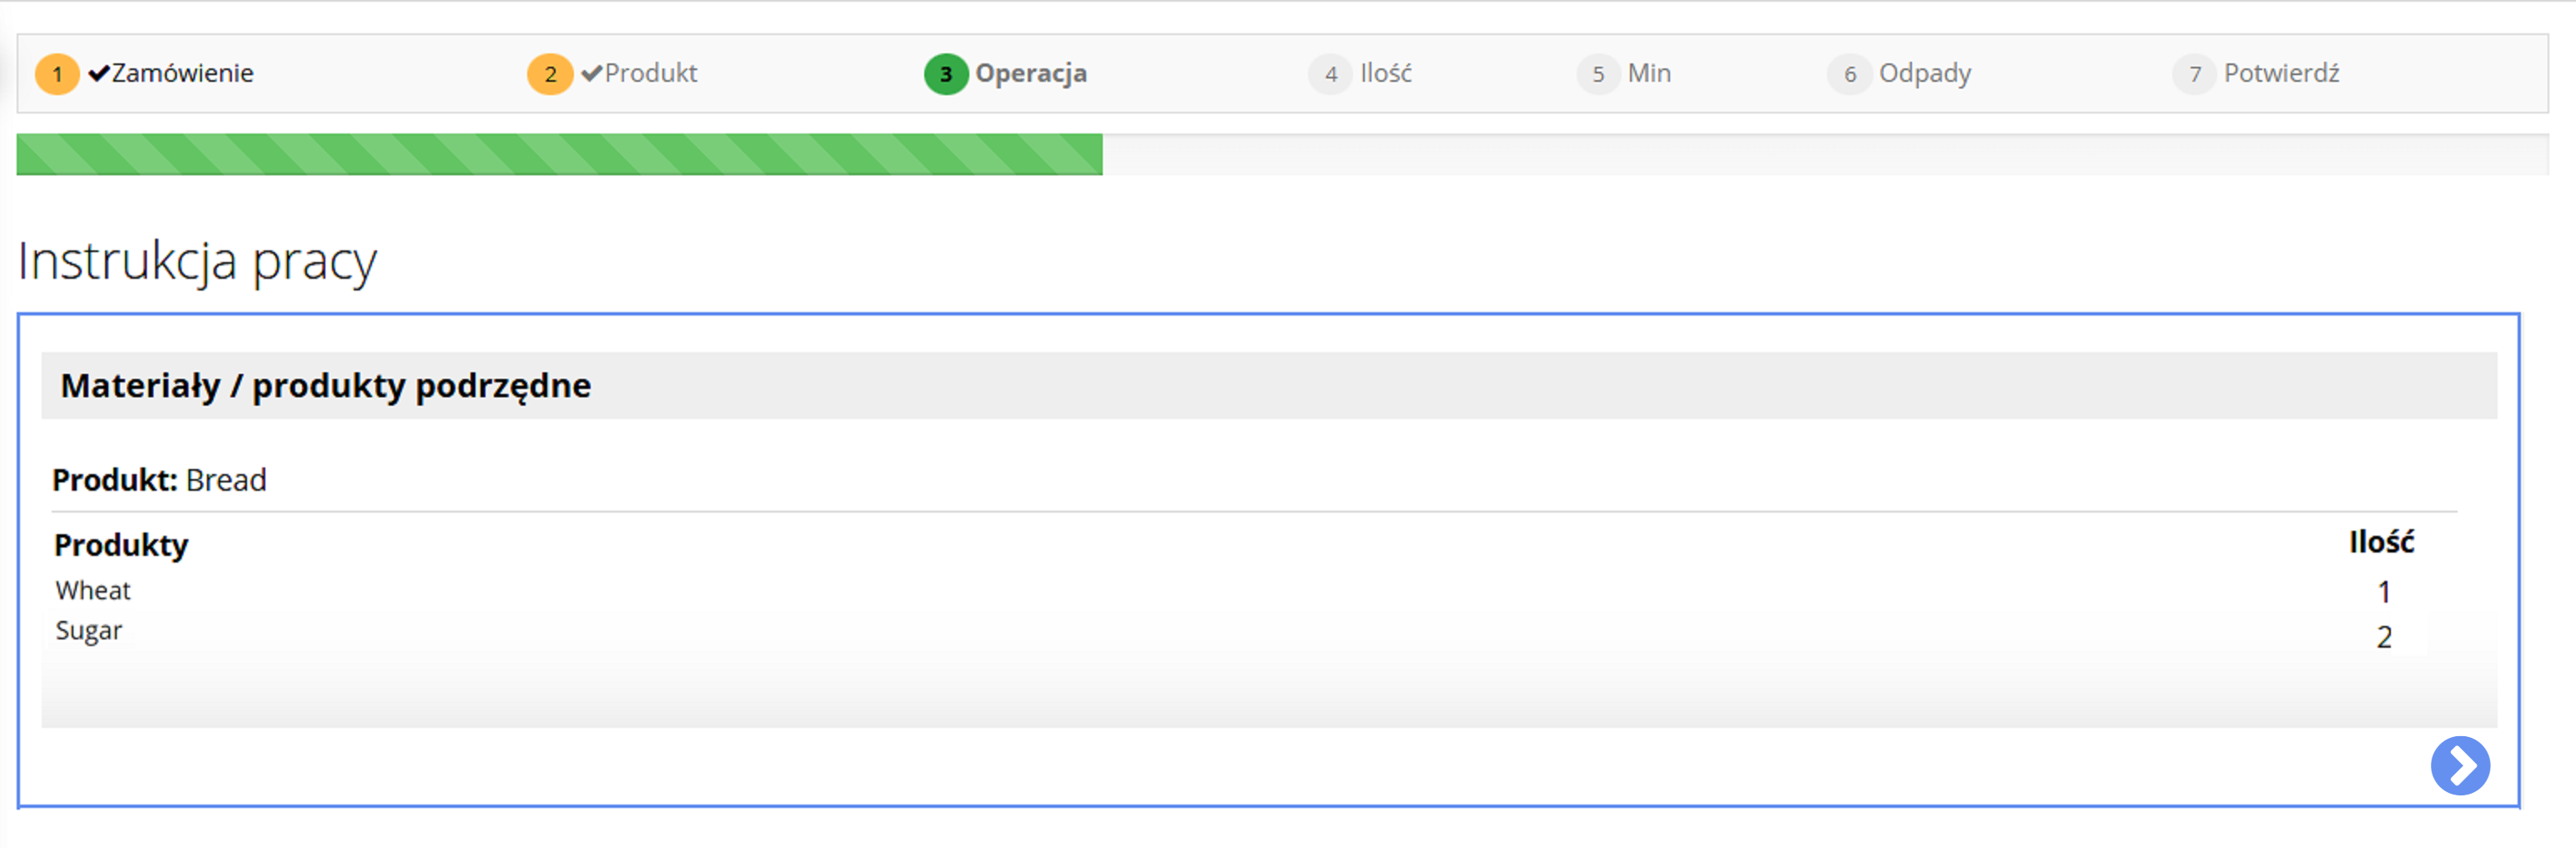 1 Zamówienie 2 Produkt 3 Operacja 4 Ilość 5 Min 6 Odpady 7 Potwierdź
Instrukcja pracy
Materiały / produkty podrzędne
Produkt: Bread
Produkty Ilość
Wheat 1
Sugar 2